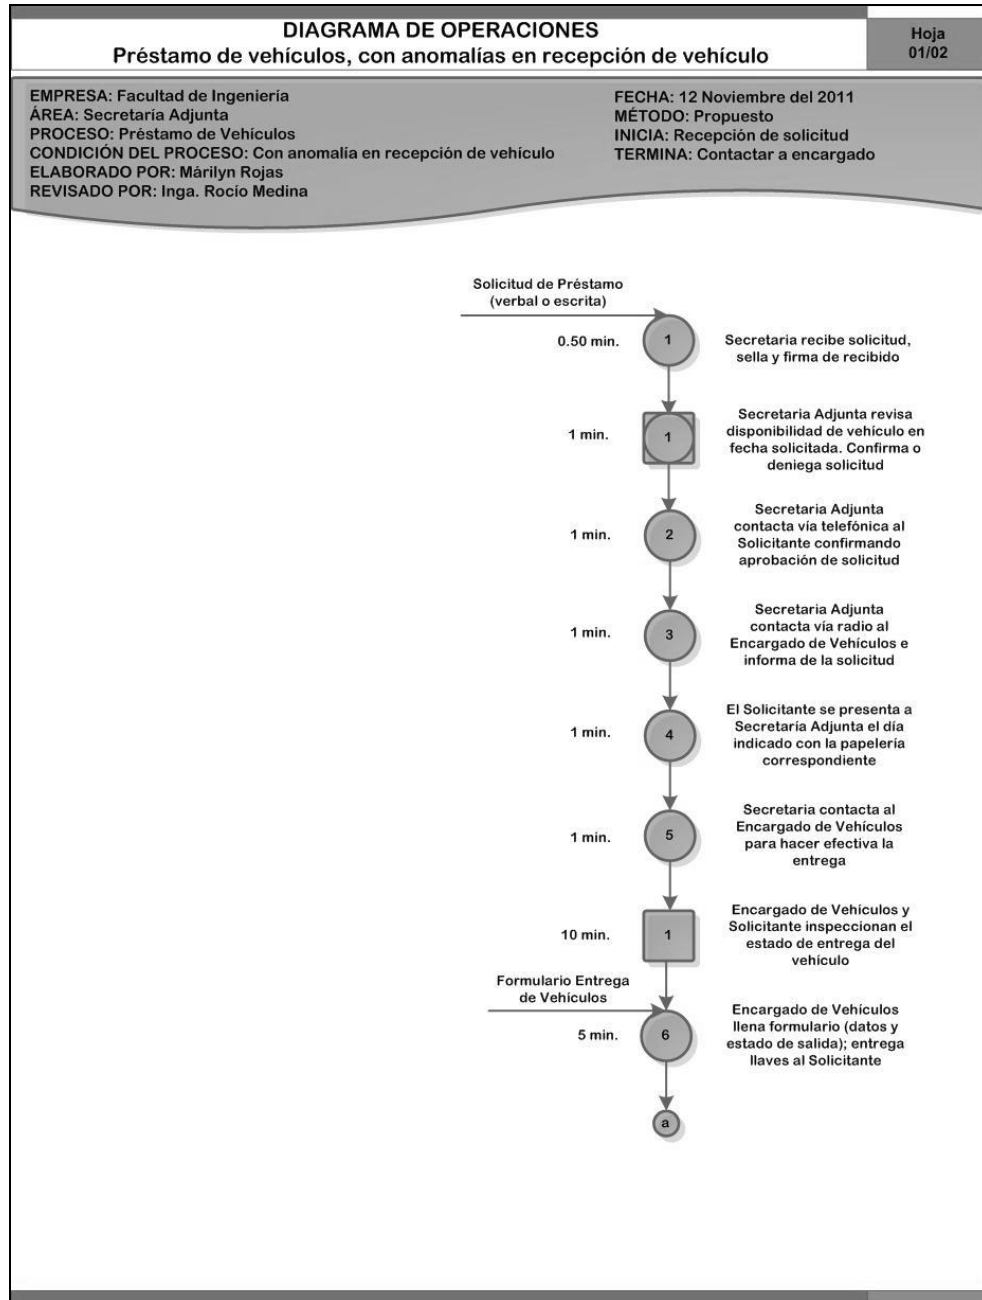 DIAGRAMA DE OPERACIONES
Préstamo de vehículos, con anomalías en recepción de vehículo
Hoja
01/02
EMPRESA: Facultad de Ingeniería
ÁREA: Secretaría Adjunta
PROCESO: Préstamo de Vehículos
CONDICIÓN DEL PROCESO: Con anomalía en recepción de vehículo
ELABORADO POR: Márilyn Rojas
REVISADO POR: Inga. Rocío Medina
FECHA: 12 Noviembre del 2011
MÉTODO: Propuesto
INICIA: Recepción de solicitud
TERMINA: Contactar a encargado
Solicitud de Préstamo
(verbal o escrita)
0.50 min.
1
Secretaria recibe solicitud,
sella y firma de recibido
1 min.
1
Secretaria Adjunta revisa
disponibilidad de vehículo en
fecha solicitada. Confirma o
deniega solicitud
1 min.
2
Secretaria Adjunta
contacta vía telefónica al
Solicitante confirmando
aprobación de solicitud
1 min.
3
Secretaria Adjunta
contacta vía radio al
Encargado de Vehículos e
informa de la solicitud
1 min.
4
El Solicitante se presenta a
Secretaría Adjunta el día
indicado con la papelería
correspondiente
1 min.
5
Secretaria contacta al
Encargado de Vehículos
para hacer efectiva la
entrega
10 min.
1
Encargado de Vehículos y
Solicitante inspeccionan el
estado de entrega del
vehículo
Formulario Entrega
de Vehículos
5 min.
6
Encargado de Vehículos
llena formulario (datos y
estado de salida); entrega
llaves al Solicitante
a